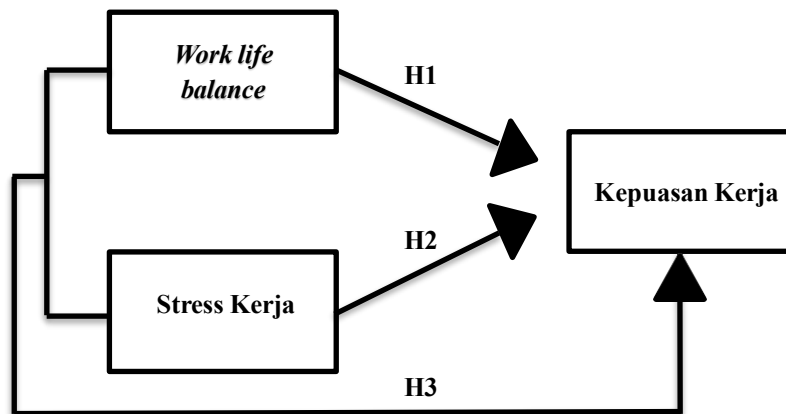 Work life
balance
H1
Kepuasan Kerja
H2
Stress Kerja
H3